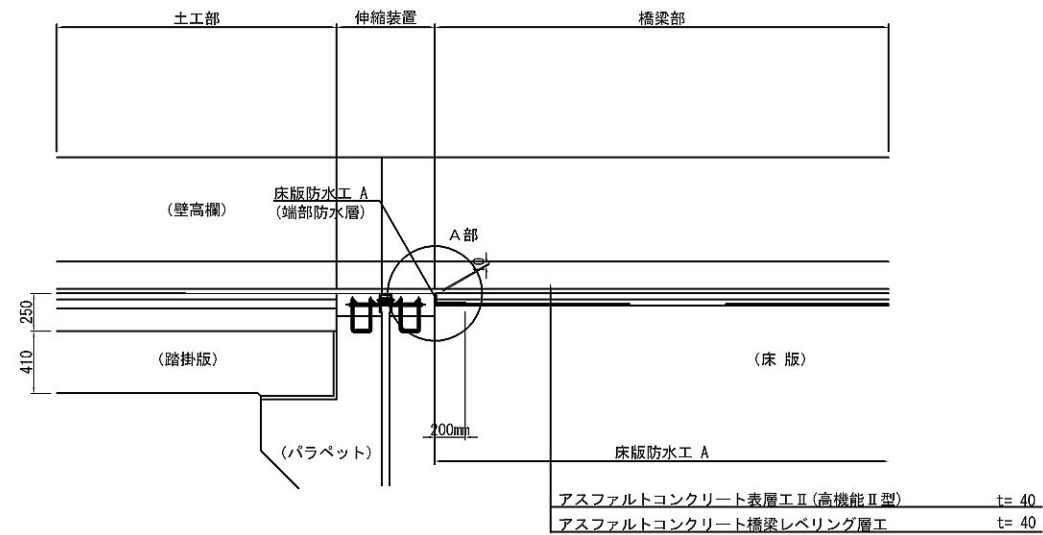 土工部
伸縮装置
橋梁部
床版防水工 A
(端部防水層)
(壁高欄)
A部
10
250
410
(踏掛版)
(床 版)
200mm
(パラペット)
床版防水工 A
アスファルトコンクリート表層工Ⅱ(高機能Ⅱ型) t= 40
アスファルトコンクリート橋梁レベリング層工 t= 40